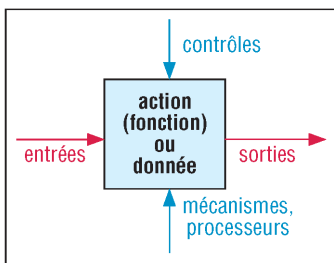 contrôles
action
(fonction)
ou
donnée
entrées
sorties
mécanismes,
processeurs